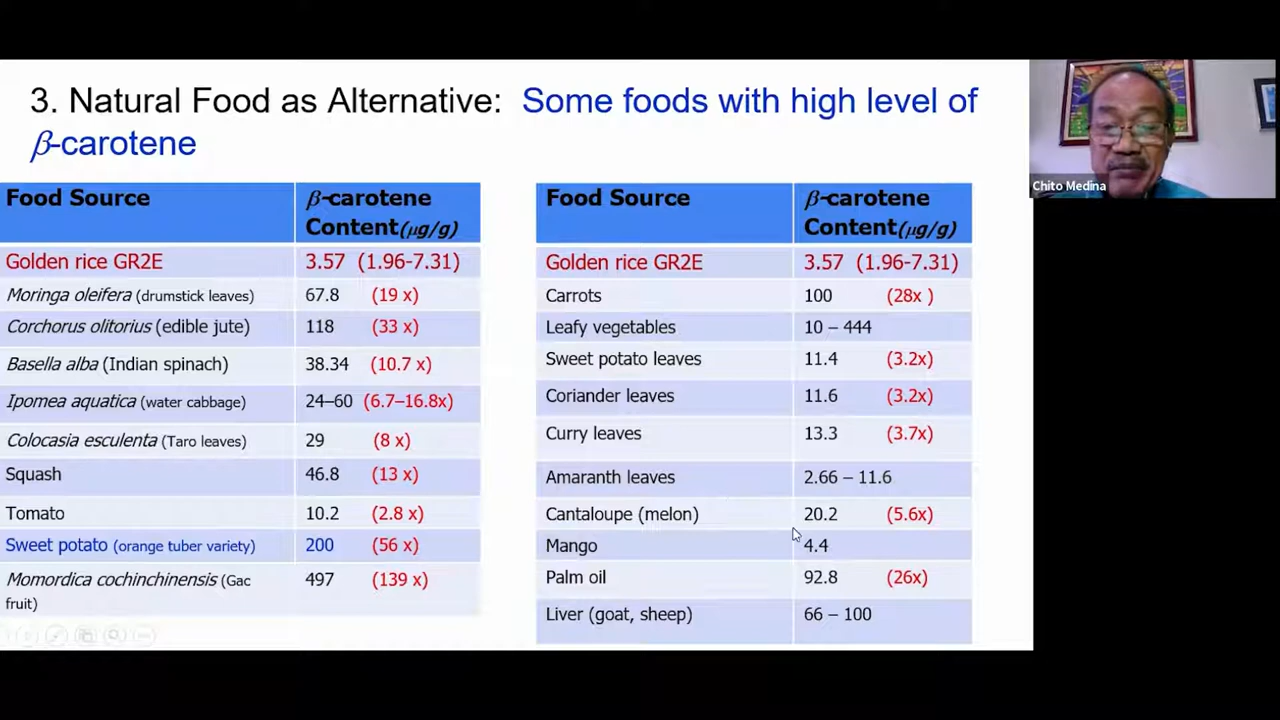 3. Natural Food as Alternative: Some foods with high level of
β-carotene
Food Source β-carotene
Content(µg/g)
Golden rice GR2E 3.57 (1.96-7.31)
Moringa oleifera (drumstick leaves) 67.8 (19 x)
Corchorus olitorius (edible jute) 118 (33 x)
Basella alba (Indian spinach) 38.34 (10.7 x)
Ipomea aquatica (water cabbage) 24–60 (6.7–16.8x)
Colocasia esculenta (Taro leaves) 29 (8 x)
Squash 46.8 (13 x)
Tomato 10.2 (2.8 x)
Sweet potato (orange tuber variety) 200 (56 x)
Momordica cochinchinensis (Gac 497 (139 x)
fruit)
Food Source β-carotene
Content(µg/g)
Golden rice GR2E 3.57 (1.96-7.31)
Carrots 100 (28x )
Leafy vegetables 10 – 444
Sweet potato leaves 11.4 (3.2x)
Coriander leaves 11.6 (3.2x)
Curry leaves 13.3 (3.7x)
Amaranth leaves 2.66 – 11.6
Cantaloupe (melon) 20.2 (5.6x)
Mango 4.4
Palm oil 92.8 (26x)
Liver (goat, sheep) 66 – 100
Chito Medina